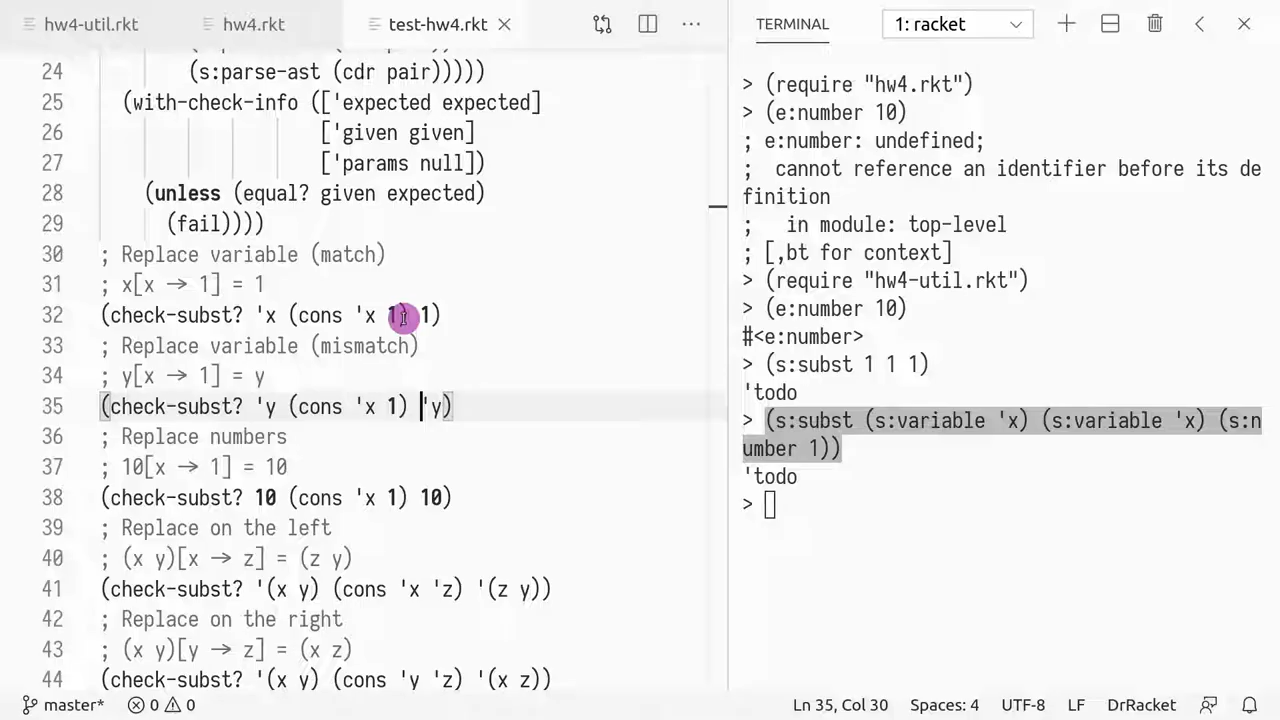 hw4-util.rkt hw4.rkt test-hw4.rkt TERMINAL 1: racket
24 (s:parse-ast (cdr pair)))))
25 (with-check-info (['expected expected]
26 ['given given]
27 ['params null])
28 (unless (equal? given expected)
29 (fail))))
30 ; Replace variable (match)
31 ; x[x → 1] = 1
32 (check-subst? 'x (cons 'x 1) 1)
33 ; Replace variable (mismatch)
34 ; y[x → 1] = y
35 (check-subst? 'y (cons 'x 1) 'y)
36 ; Replace numbers
37 ; 10[x → 1] = 10
38 (check-subst? 10 (cons 'x 1) 10)
39 ; Replace on the left
40 ; (x y)[x → z] = (z y)
41 (check-subst? '(x y) (cons 'x 'z) '(z y))
42 ; Replace on the right
43 ; (x y)[y → z] = (x z)
44 (check-subst? '(x y) (cons 'y 'z) '(x z))
> (require "hw4.rkt")
> (e:number 10)
; e:number: undefined;
;  cannot reference an identifier before its de
finition
;   in module: top-level
; [,bt for context]
> (require "hw4-util.rkt")
> (e:number 10)
#<e:number>
> (s:subst 1 1 1)
'todo
> (s:subst (s:variable 'x) (s:variable 'x) (s:n
umber 1))
'todo
>
master* 0 0 Ln 35, Col 30 Spaces: 4 UTF-8 LF DrRacket